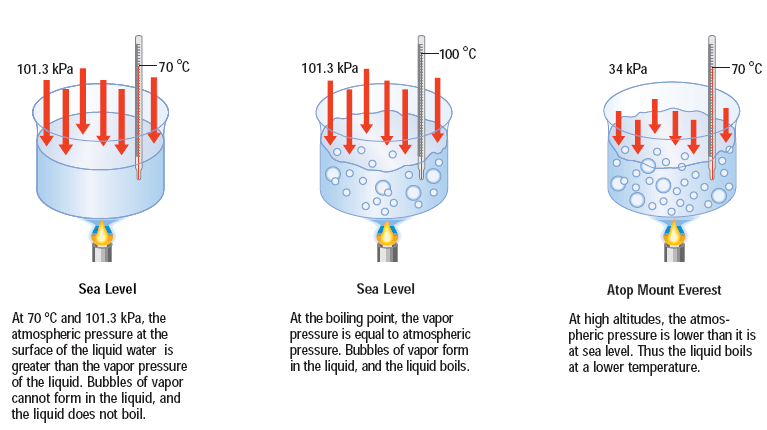 101.3 kPa
70 °C
101.3 kPa
100 °C
34 kPa
70 °C
Sea Level
At 70 °C and 101.3 kPa, the
atmospheric pressure at the
surface of the liquid water is
greater than the vapor pressure
of the liquid. Bubbles of vapor
cannot form in the liquid, and
the liquid does not boil.
Sea Level
At the boiling point, the vapor
pressure is equal to atmospheric
pressure. Bubbles of vapor form
in the liquid, and the liquid boils.
Atop Mount Everest
At high altitudes, the atmos-
pheric pressure is lower than it is
at sea level. Thus the liquid boils
at a lower temperature.